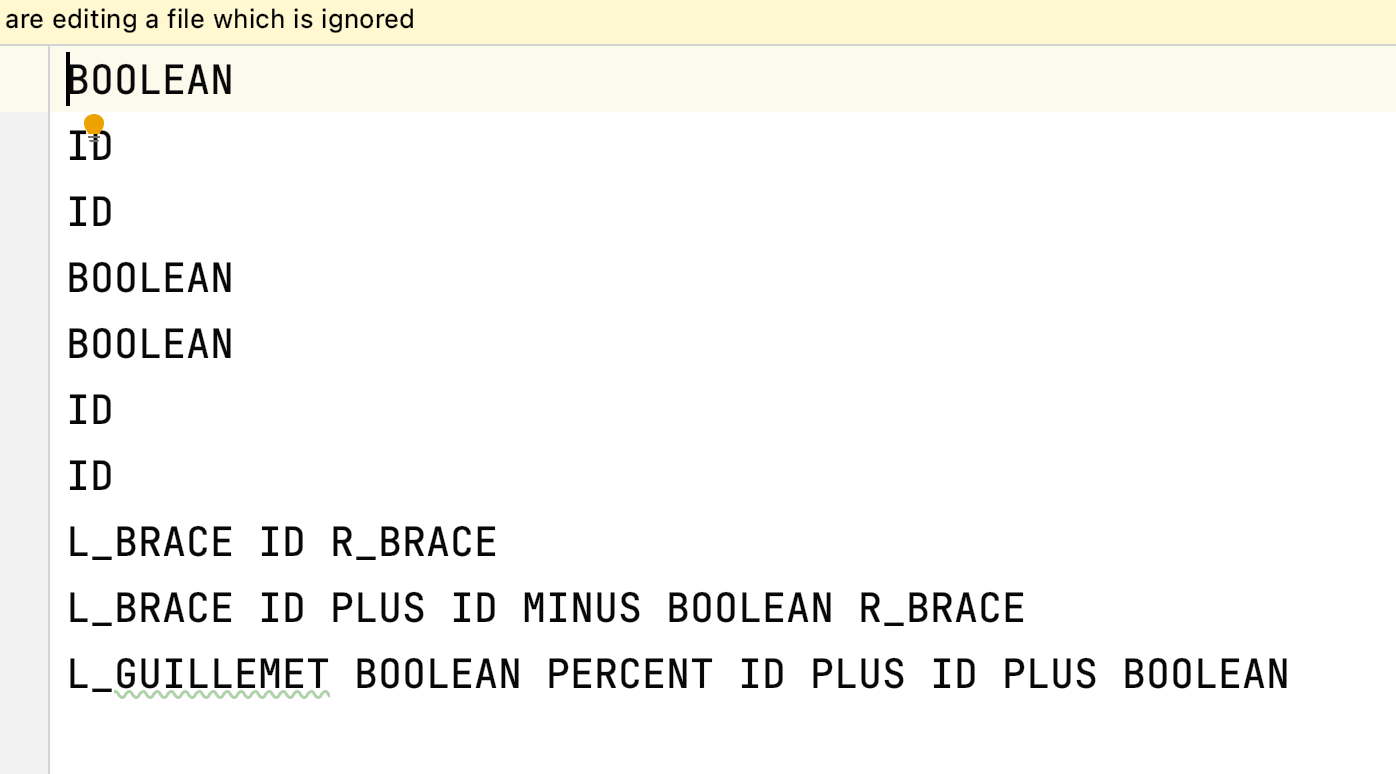 are editing a file which is ignored
BOOLEAN
ID
ID
BOOLEAN
BOOLEAN
ID
ID
L_BRACE ID R_BRACE
L_BRACE ID PLUS ID MINUS BOOLEAN R_BRACE
L_GUILLEMET BOOLEAN PERCENT ID PLUS ID PLUS BOOLEAN